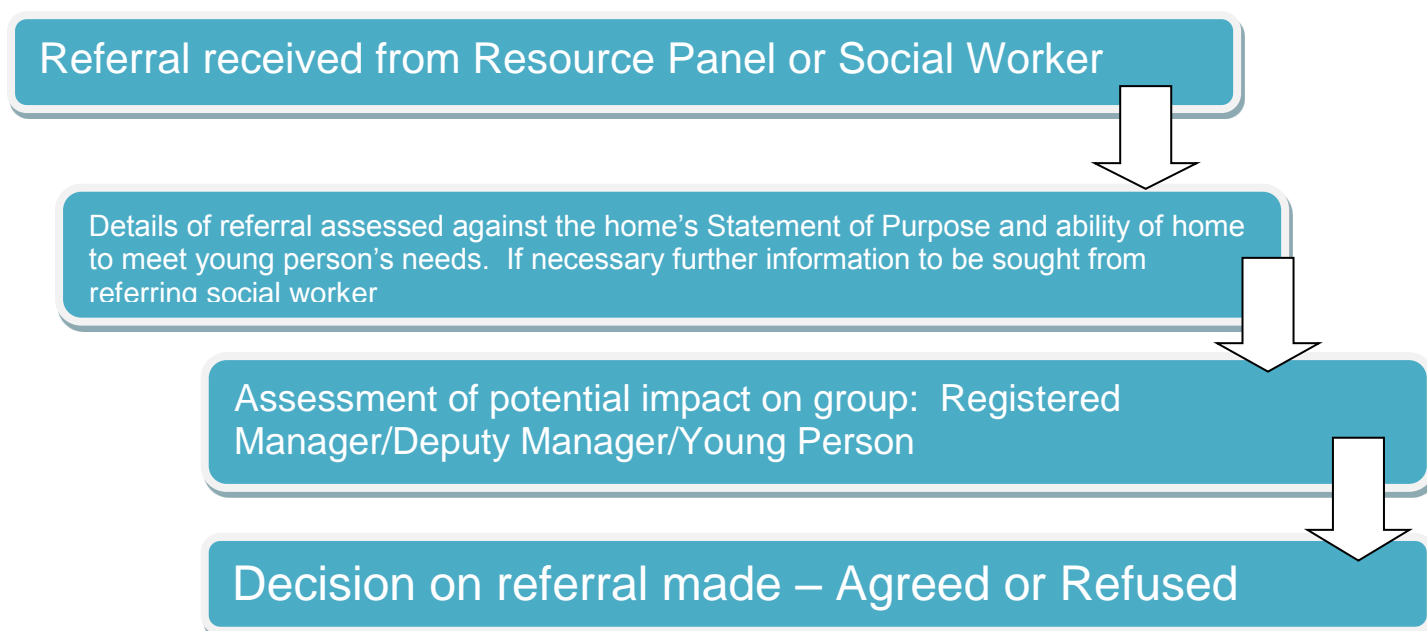 Referral received from Resource Panel or Social Worker
Details of referral assessed against the home’s Statement of Purpose and ability of home
to meet young person’s needs.  If necessary further information to be sought from
referring social worker
Assessment of potential impact on group:  Registered
Manager/Deputy Manager/Young Person
Decision on referral made – Agreed or Refused